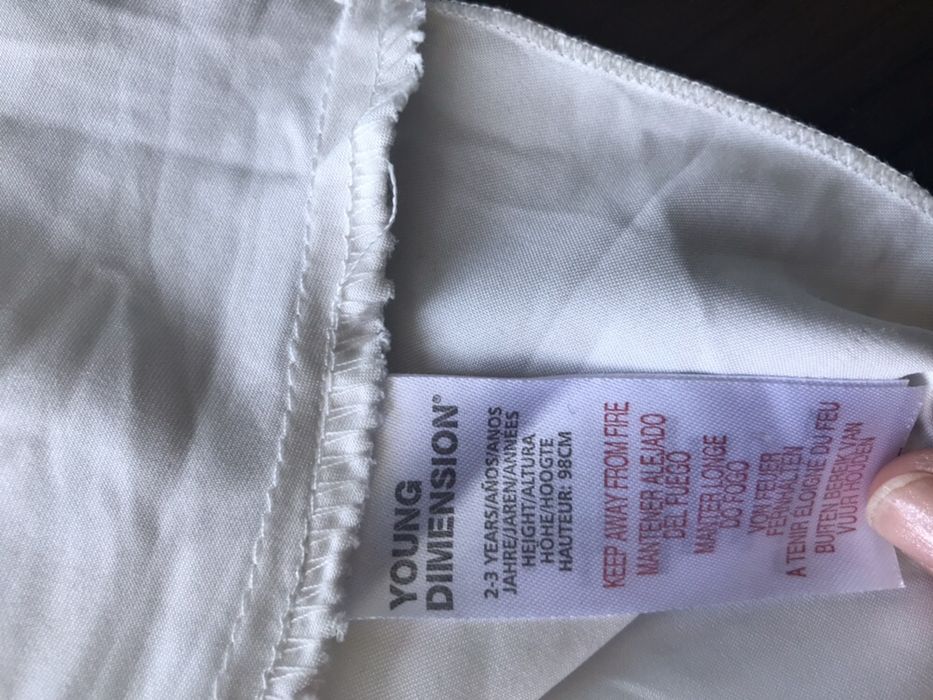 YOUNG
DIMENSION®
2-3 YEARS/AÑOS/ANOS
JAHRE/JAREN/ANNEES
HEIGHT/ALTURA
HÖHE/HOOGTE
HAUTEUR: 98CM
KEEP AWAY FROM FIRE
MANTENER ALEJADO
DEL FUEGO
MANTER LONGE
DO FOGO
VON FEUER
FERNHALTEN
A TENIR ELOIGNE DU FEU
BUITEN BEREIK VAN
VUUR HOUDEN